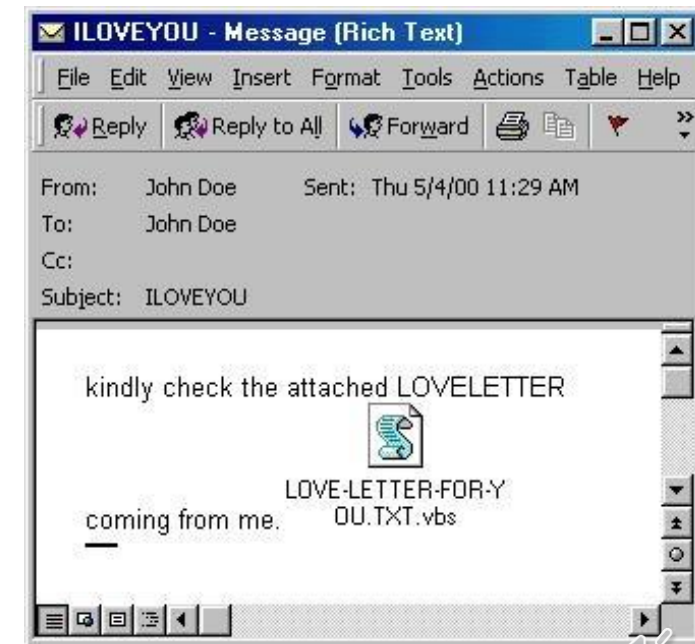 ILOVEYOU - Message (Rich Text)
File Edit View Insert Format Tools Actions Table Help
Reply Reply to All Forward
From: John Doe Sent: Thu 5/4/00 11:29 AM
To: John Doe
Cc:
Subject: ILOVEYOU
kindly check the attached LOVELETTER
LOVE-LETTER-FOR-Y
OU.TXT.vbs
coming from me.